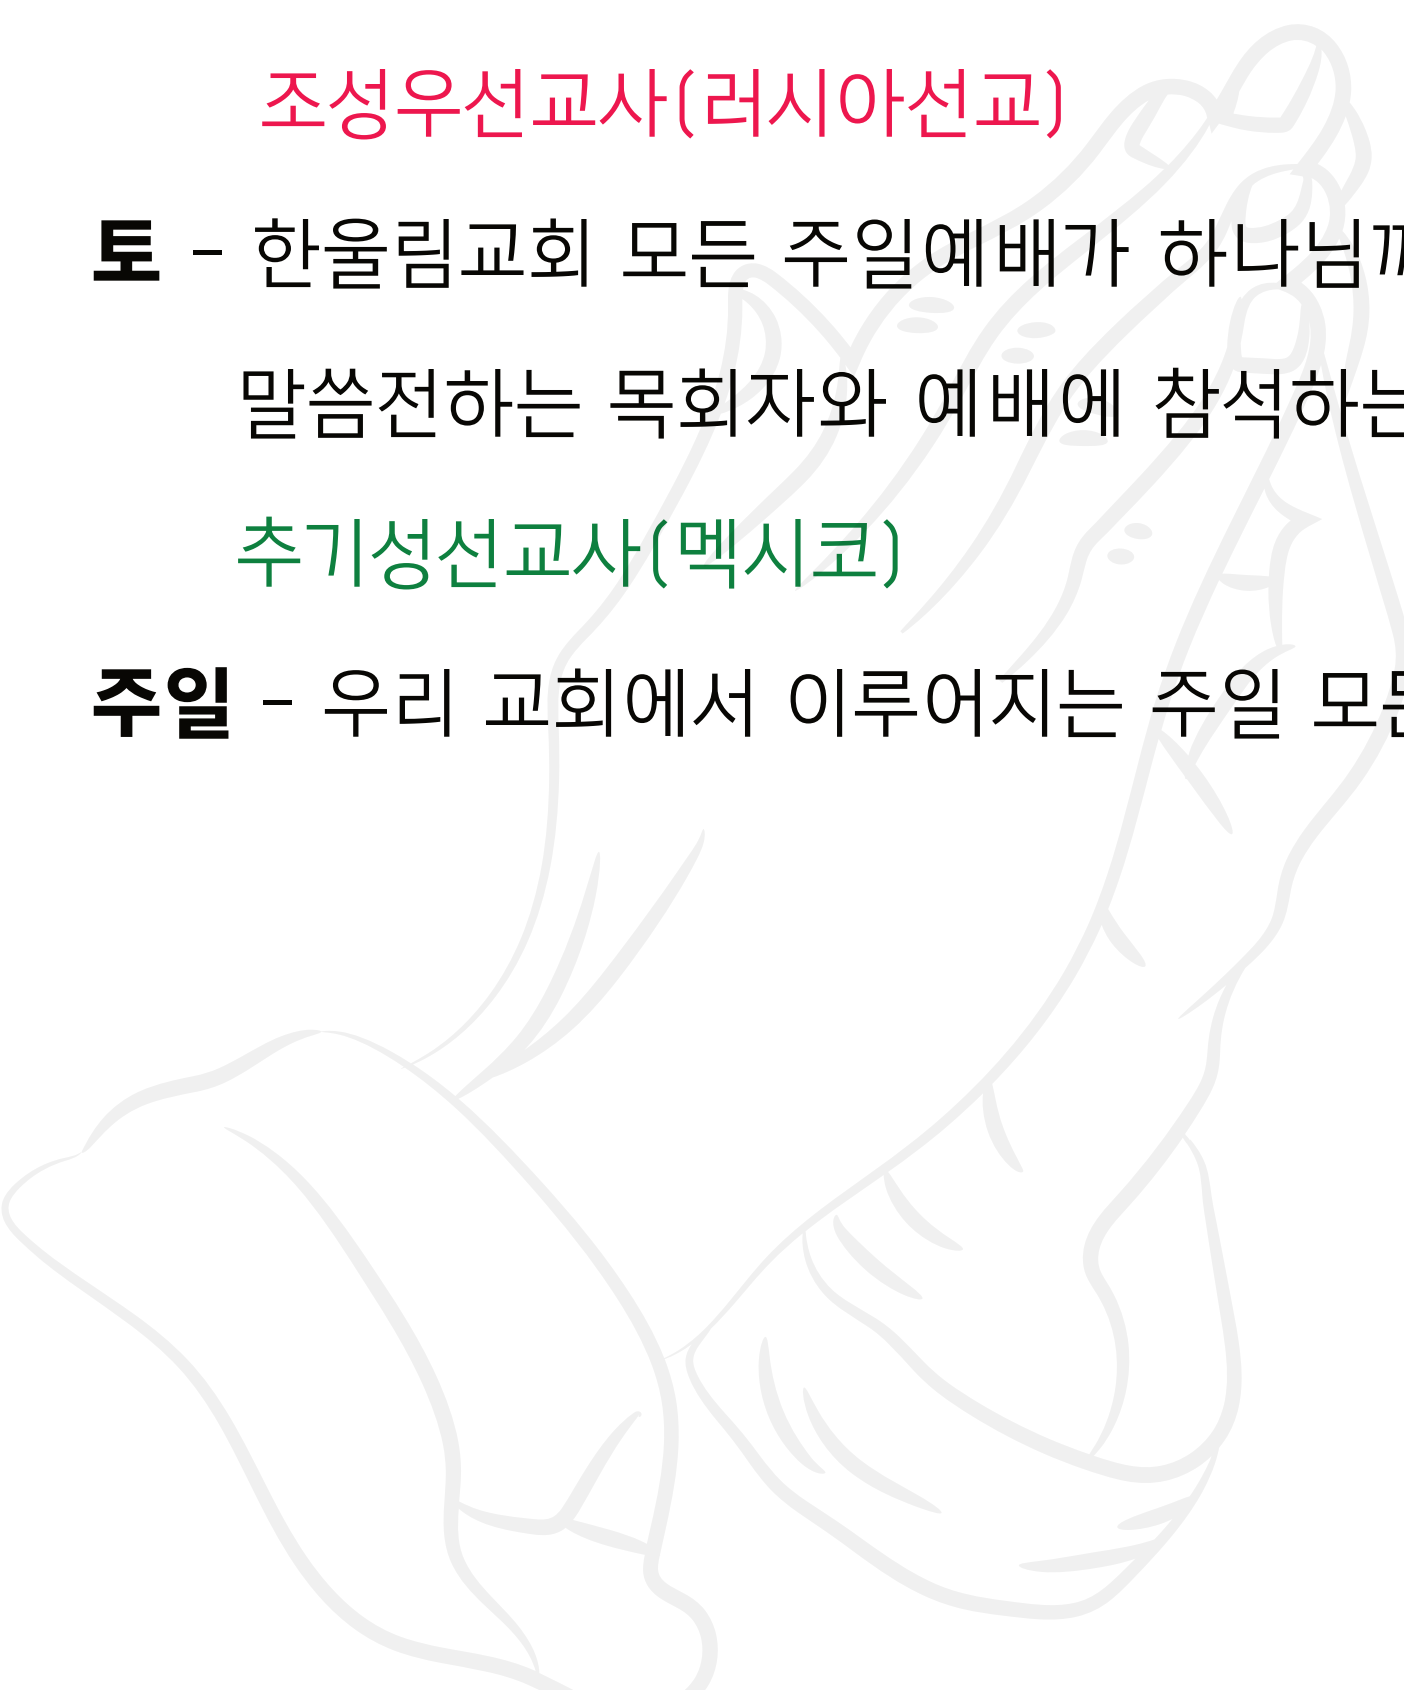 조성우선교사(러시아선교)
토 - 한울림교회 모든 주일예배가 하나님
말씀전하는 목회자와 예배에 참석하는
추기성선교사(멕시코)
주일 - 우리 교회에서 이루어지는 주일 모든